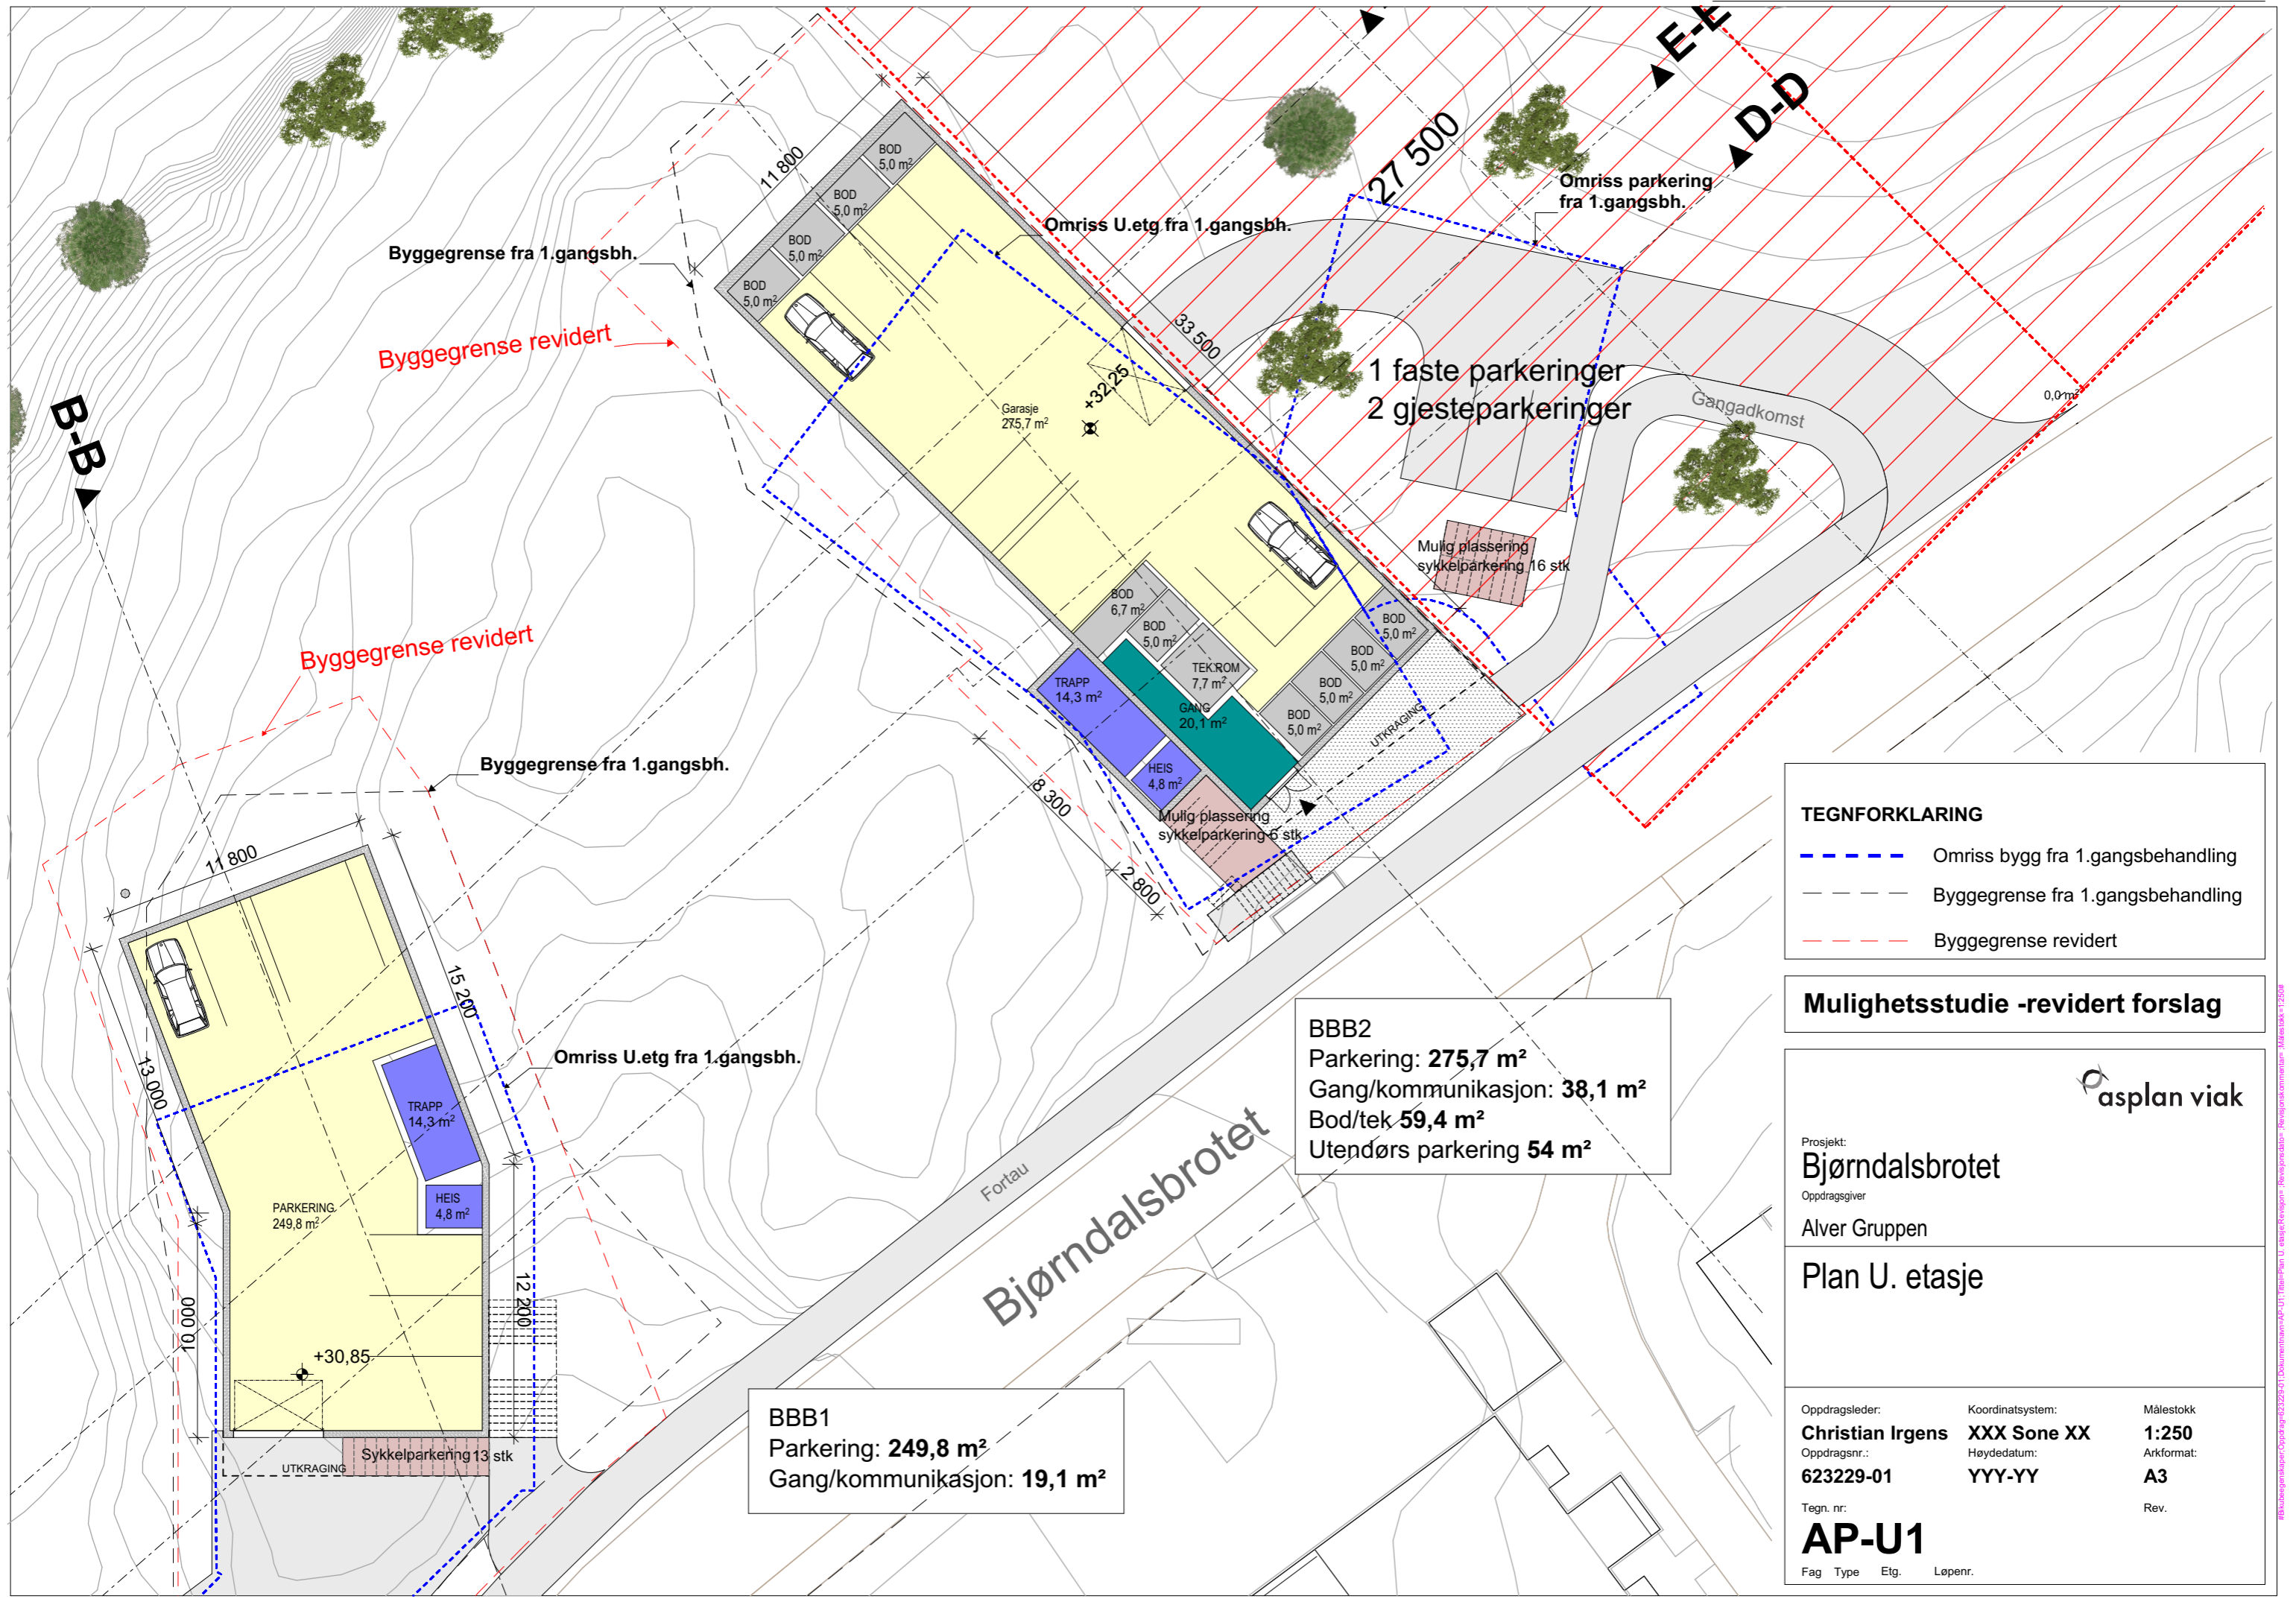 E-E
D-D
B-B
27 500
11 800
33 500
BOD
5,0 m²
BOD
5,0 m²
BOD
5,0 m²
BOD
5,0 m²
Omriss parkering
fra 1.gangsbh.
Omriss U.etg fra 1.gangsbh.
Byggegrense fra 1.gangsbh.
Byggegrense revidert
Garasje
275,7 m²
+32,25
1 faste parkeringer
2 gjesteparkeringer
Gangadkomst
0,0 m²
Mulig plassering
sykkelparkering 16 stk
BOD
6,7 m²
BOD
5,0 m²
TEK.ROM
7,7 m²
BOD
5,0 m²
BOD
5,0 m²
BOD
5,0 m²
BOD
5,0 m²
TRAPP
14,3 m²
GANG
20,1 m²
HEIS
4,8 m²
UTKRAGING
Mulig plassering
sykkelparkering 6 stk
8 300
2 800
Byggegrense revidert
Byggegrense fra 1.gangsbh.
11 800
15 200
13 000
Omriss U.etg fra 1.gangsbh.
TRAPP
14,3 m²
HEIS
4,8 m²
PARKERING
249,8 m²
12 200
10 000
+30,85
Sykkelparkering 13 stk
UTKRAGING
Fortau
Bjørndalsbrotet
BBB2
Parkering: 275,7 m²
Gang/kommunikasjon: 38,1 m²
Bod/tek 59,4 m²
Utendørs parkering 54 m²
BBB1
Parkering: 249,8 m²
Gang/kommunikasjon: 19,1 m²
TEGNFORKLARING
Omriss bygg fra 1.gangsbehandling
Byggegrense fra 1.gangsbehandling
Byggegrense revidert
Mulighetsstudie -revidert forslag
asplan viak
Prosjekt:
Bjørndalsbrotet
Oppdragsgiver
Alver Gruppen
Plan U. etasje
Oppdragsleder: Koordinatsystem: Målestokk
Christian Irgens XXX Sone XX 1:250
Oppdragsnr.: Høydedatum: Arkformat:
623229-01 YYY-YY A3
Tegn. nr: Rev.
AP-U1
Fag Type Etg. Løpenr.